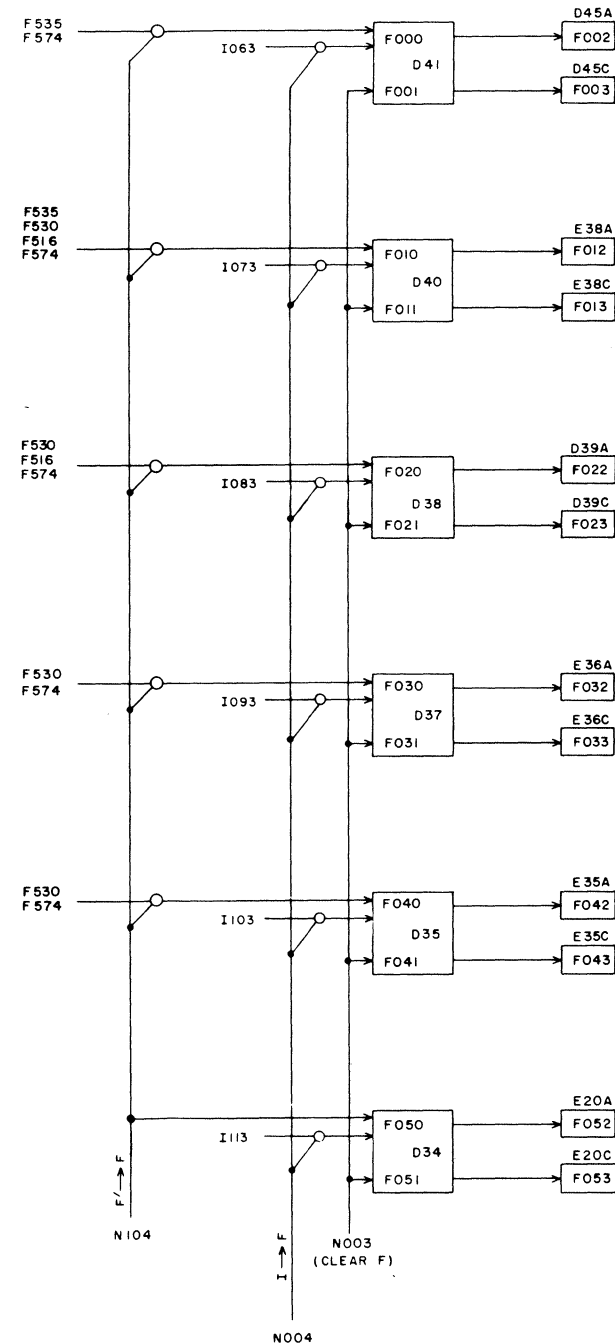 F535
F574
I063
F000
D41
F001
D45A
F002
D45C
F003
F535
F530
F516
F574
I073
F010
D40
F011
E38A
F012
E38C
F013
F530
F516
F574
I083
F020
D38
F021
D39A
F022
D39C
F023
F530
F574
I093
F030
D37
F031
E36A
F032
E36C
F033
F530
F574
I103
F040
D35
F041
E35A
F042
E35C
F043
I113
F050
D34
F051
E20A
F052
E20C
F053
F' → F
N104
I → F
N003
(CLEAR F)
N004